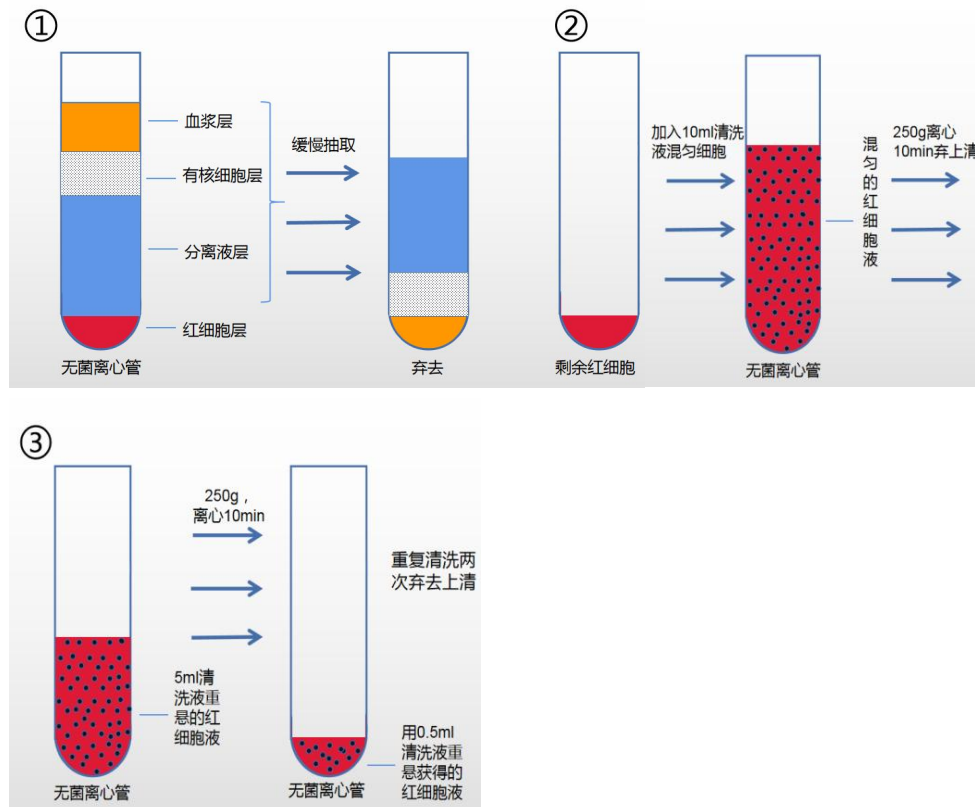 ①
血浆层
有核细胞层
分离液层
红细胞层
无菌离心管
缓慢抽取
弃去
②
剩余红细胞
加入10ml清洗
液混匀细胞
无菌离心管
混匀的红细胞液
250g离心
10min弃上清
③
5ml清
洗液重
悬的红
细胞液
无菌离心管
250g，
离心10min
无菌离心管
重复清洗两
次弃去上清
用0.5ml
清洗液重
悬获得的
红细胞液